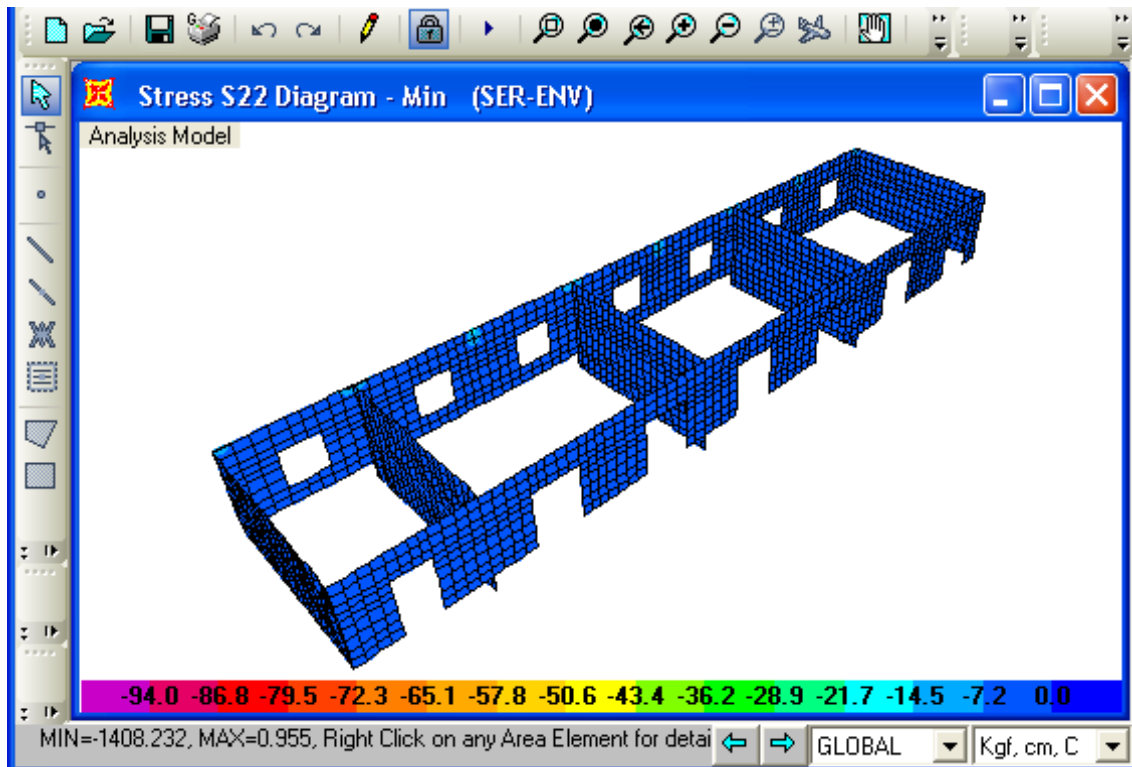 Stress S22 Diagram - Min (SER-ENV)
Analysis Model
-94.0 -86.8 -79.5 -72.3 -65.1 -57.8 -50.6 -43.4 -36.2 -28.9 -21.7 -14.5 -7.2 0.0
MIN=-1408.232, MAX=0.955, Right Click on any Area Element for detai GLOBAL Kgf, cm, C